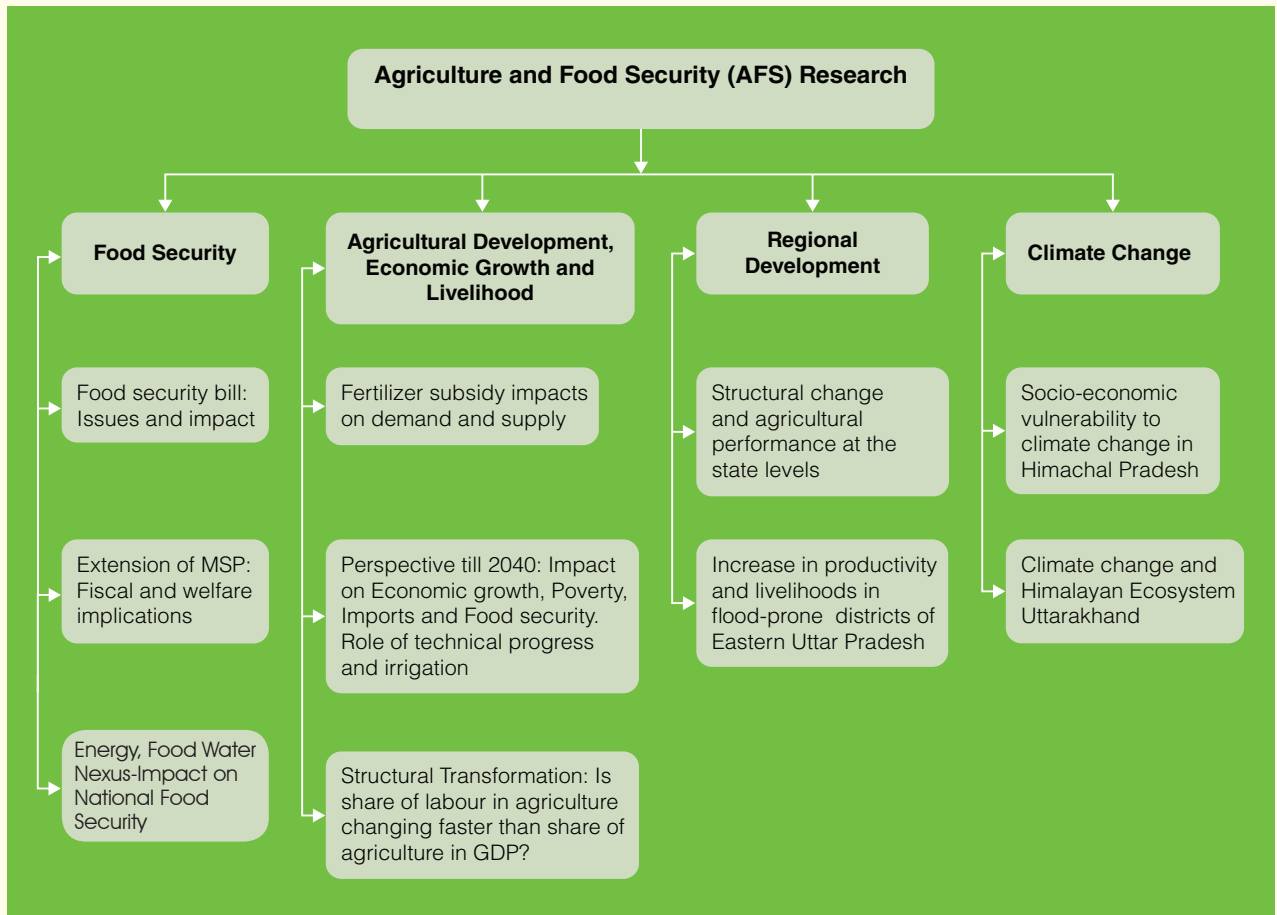 Agriculture and Food Security (AFS) Research
Food Security
Agricultural Development,
Economic Growth and
Livelihood
Regional
Development
Climate Change
Food security bill:
Issues and impact
Fertilizer subsidy impacts
on demand and supply
Structural change
and agricultural
performance at the
state levels
Socio-economic
vulnerability to
climate change in
Himachal Pradesh
Extension of MSP:
Fiscal and welfare
implications
Perspective till 2040: Impact
on Economic growth, Poverty,
Imports and Food security.
Role of technical progress
and irrigation
Increase in productivity
and livelihoods in
flood-prone districts of
Eastern Uttar Pradesh
Climate change and
Himalayan Ecosystem
Uttarakhand
Energy, Food Water
Nexus-Impact on
National Food
Security
Structural Transformation: Is
share of labour in agriculture
changing faster than share of
agriculture in GDP?